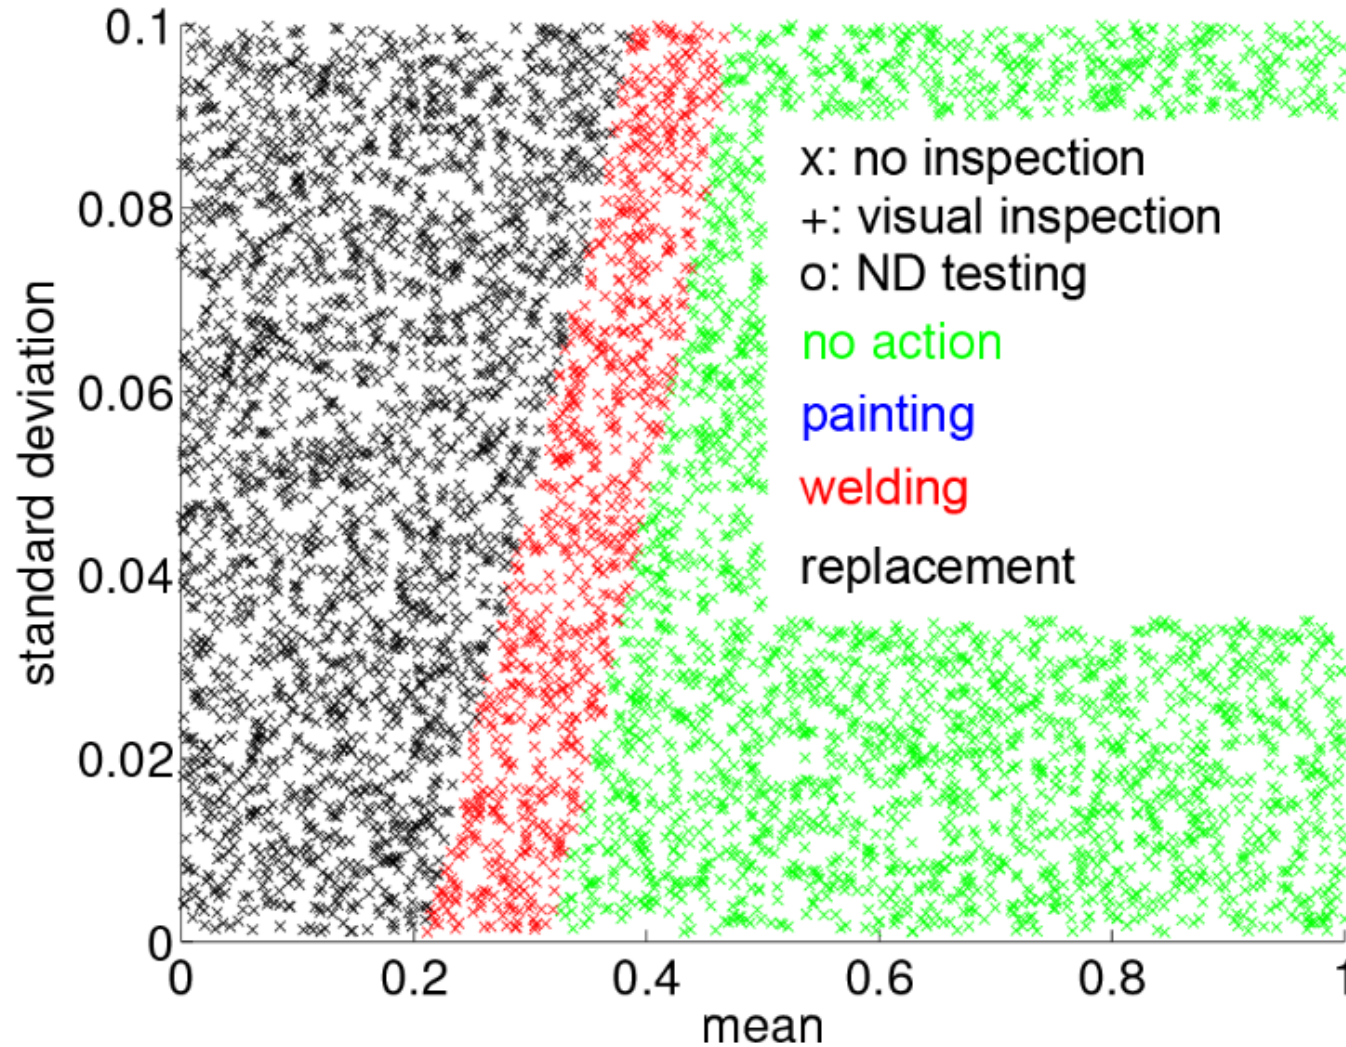 0.1
0.08
0.06
0.04
0.02
0
standard deviation
x: no inspection
+: visual inspection
o: ND testing
no action
painting
welding
replacement
0 0.2 0.4 0.6 0.8 1
mean